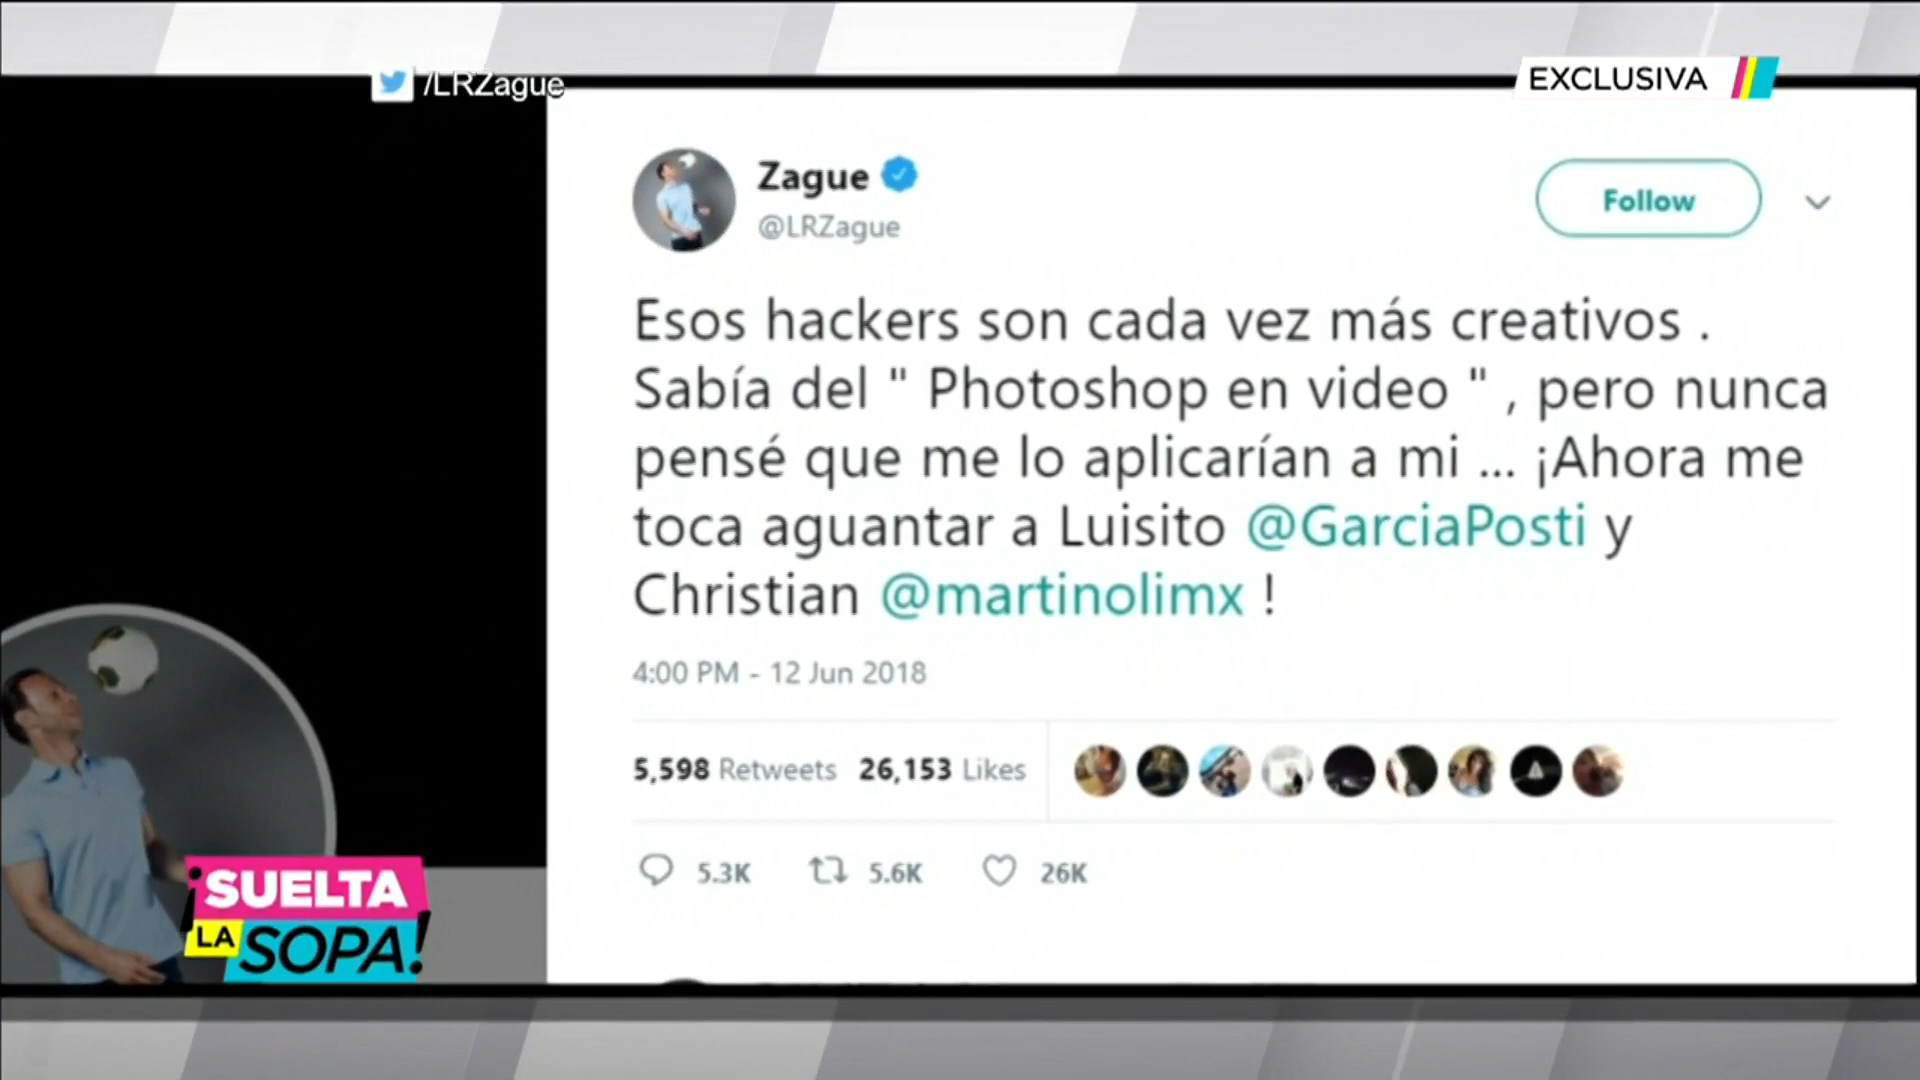 /LRZague
EXCLUSIVA
Zague
@LRZague
Follow
Esos hackers son cada vez más creativos .
Sabía del " Photoshop en video " , pero nunca
pensé que me lo aplicarían a mi ... ¡Ahora me
toca aguantar a Luisito @GarciaPosti y
Christian @martinolimx !
4:00 PM - 12 Jun 2018
5,598 Retweets 26,153 Likes
5.3K 5.6K 26K
¡SUELTA
LA SOPA!